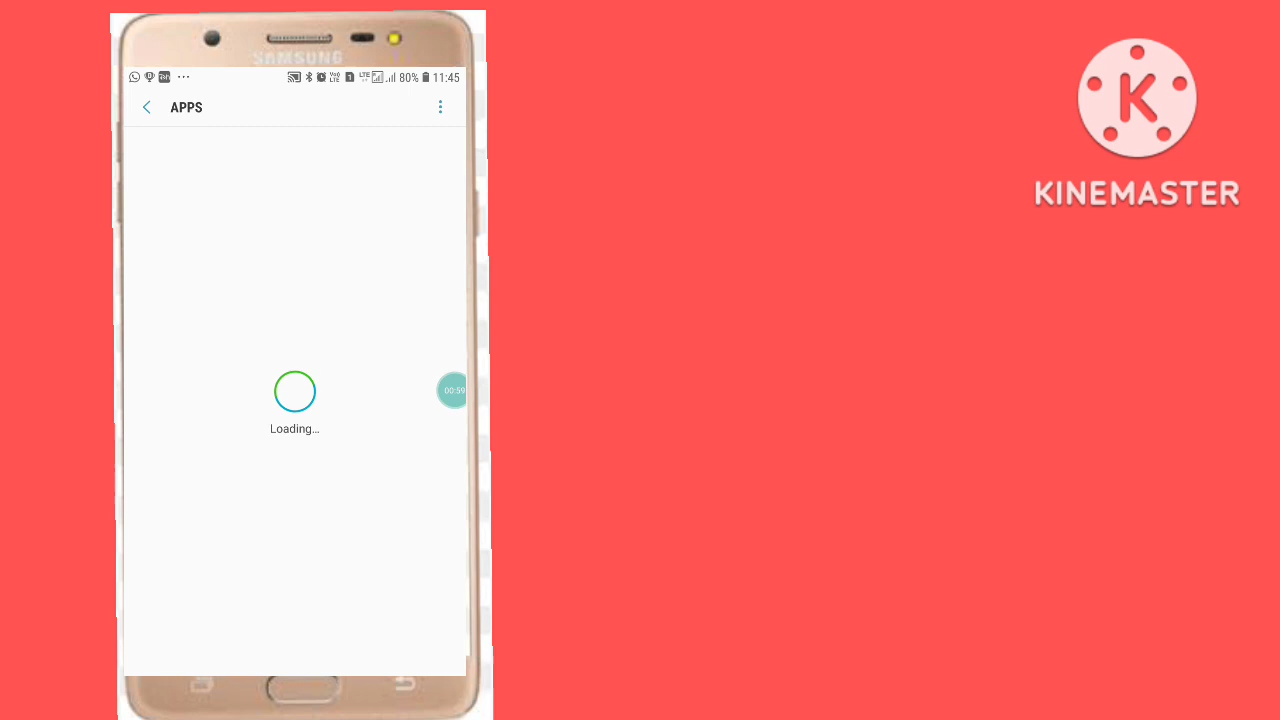 SAMSUNG
80% 11:45
APPS
00:59
Loading...
K
KINEMASTER